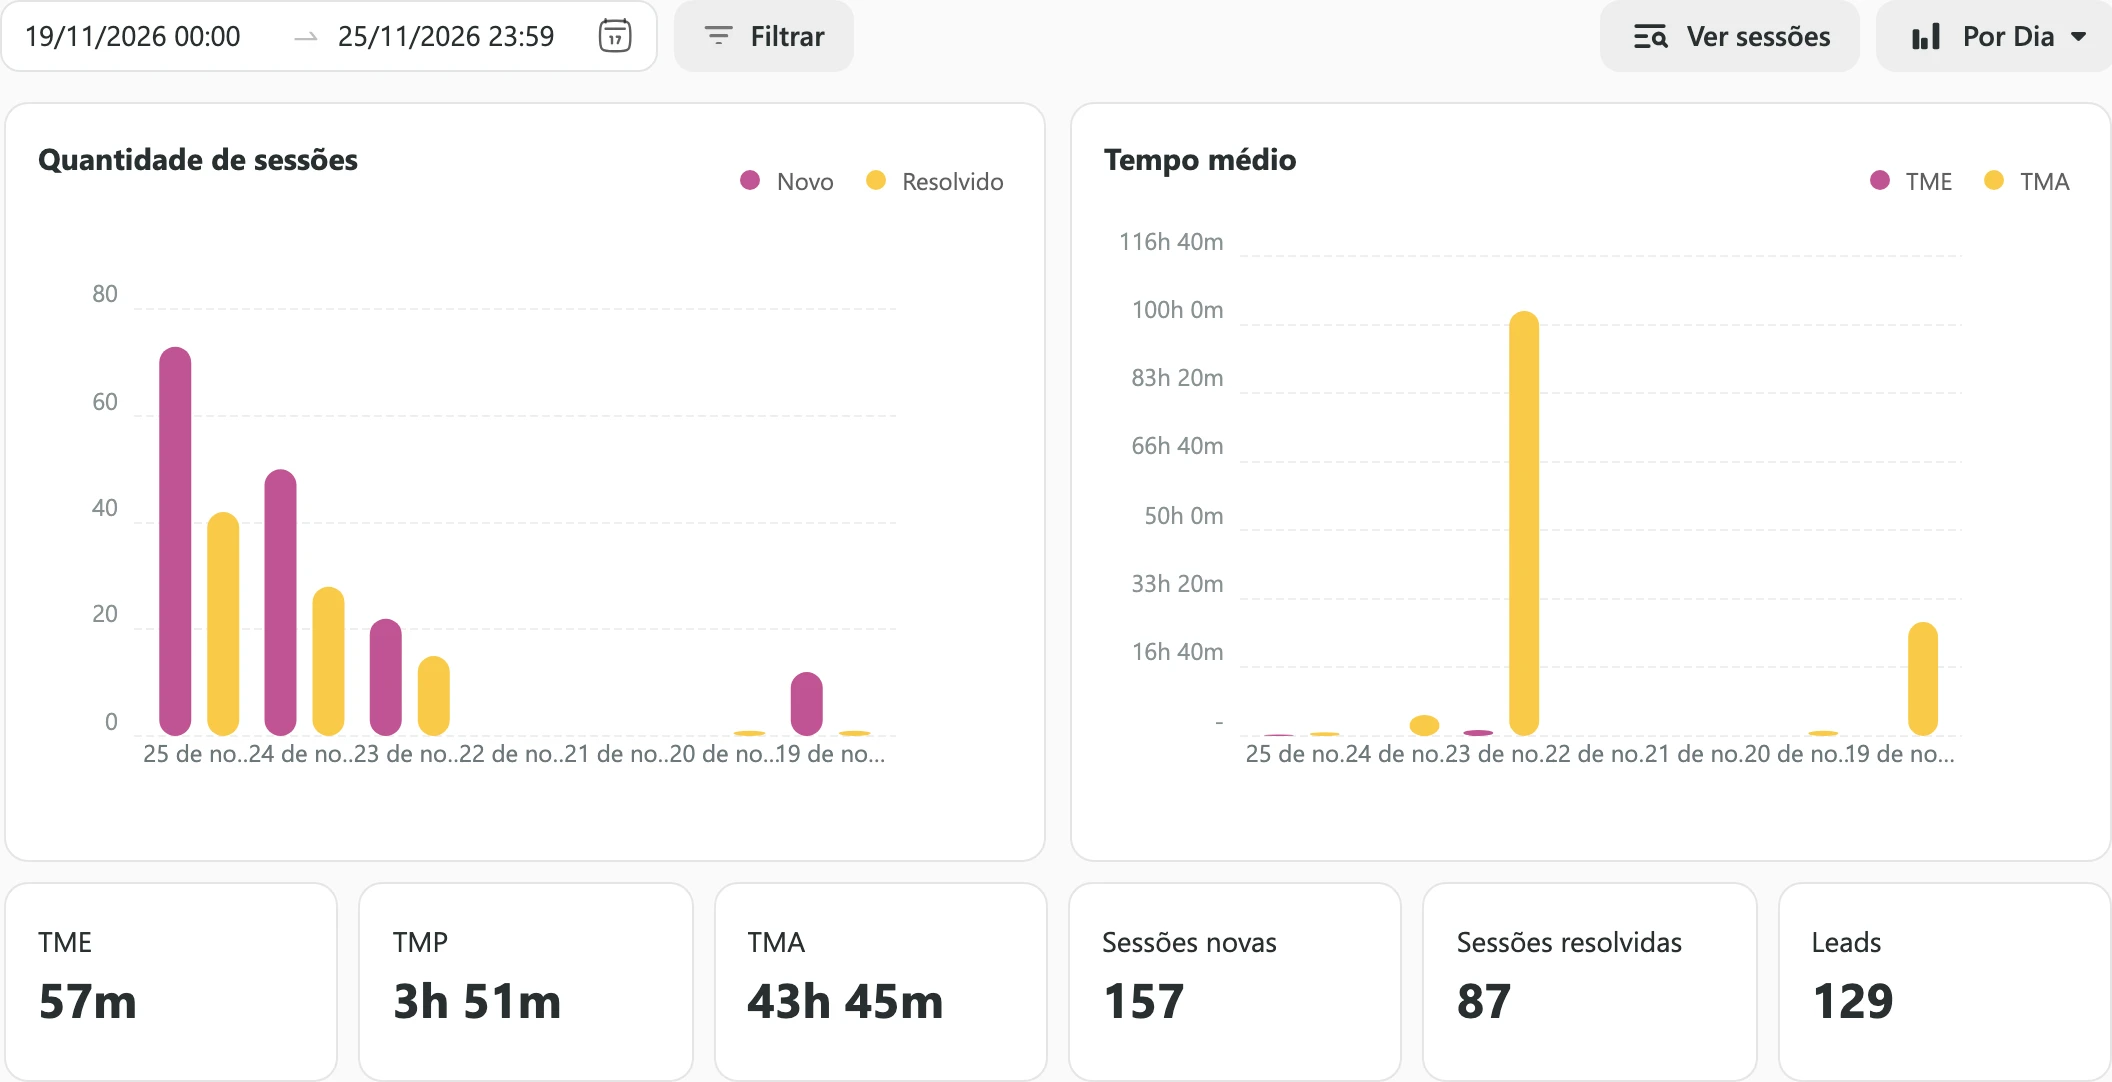 19/11/2026 00:00 → 25/11/2026 23:59 17 Filtrar Ver sessões Por Dia
Quantidade de sessões
Novo Resolvido
80
60
40
20
0
25 de no... 24 de no... 23 de no... 22 de no... 21 de no... 20 de no... 19 de no...
Tempo médio
TME TMA
116h 40m
100h 0m
83h 20m
66h 40m
50h 0m
33h 20m
16h 40m
-
25 de no... 24 de no... 23 de no... 22 de no... 21 de no... 20 de no... 19 de no...
TME
57m
TMP
3h 51m
TMA
43h 45m
Sessões novas
157
Sessões resolvidas
87
Leads
129